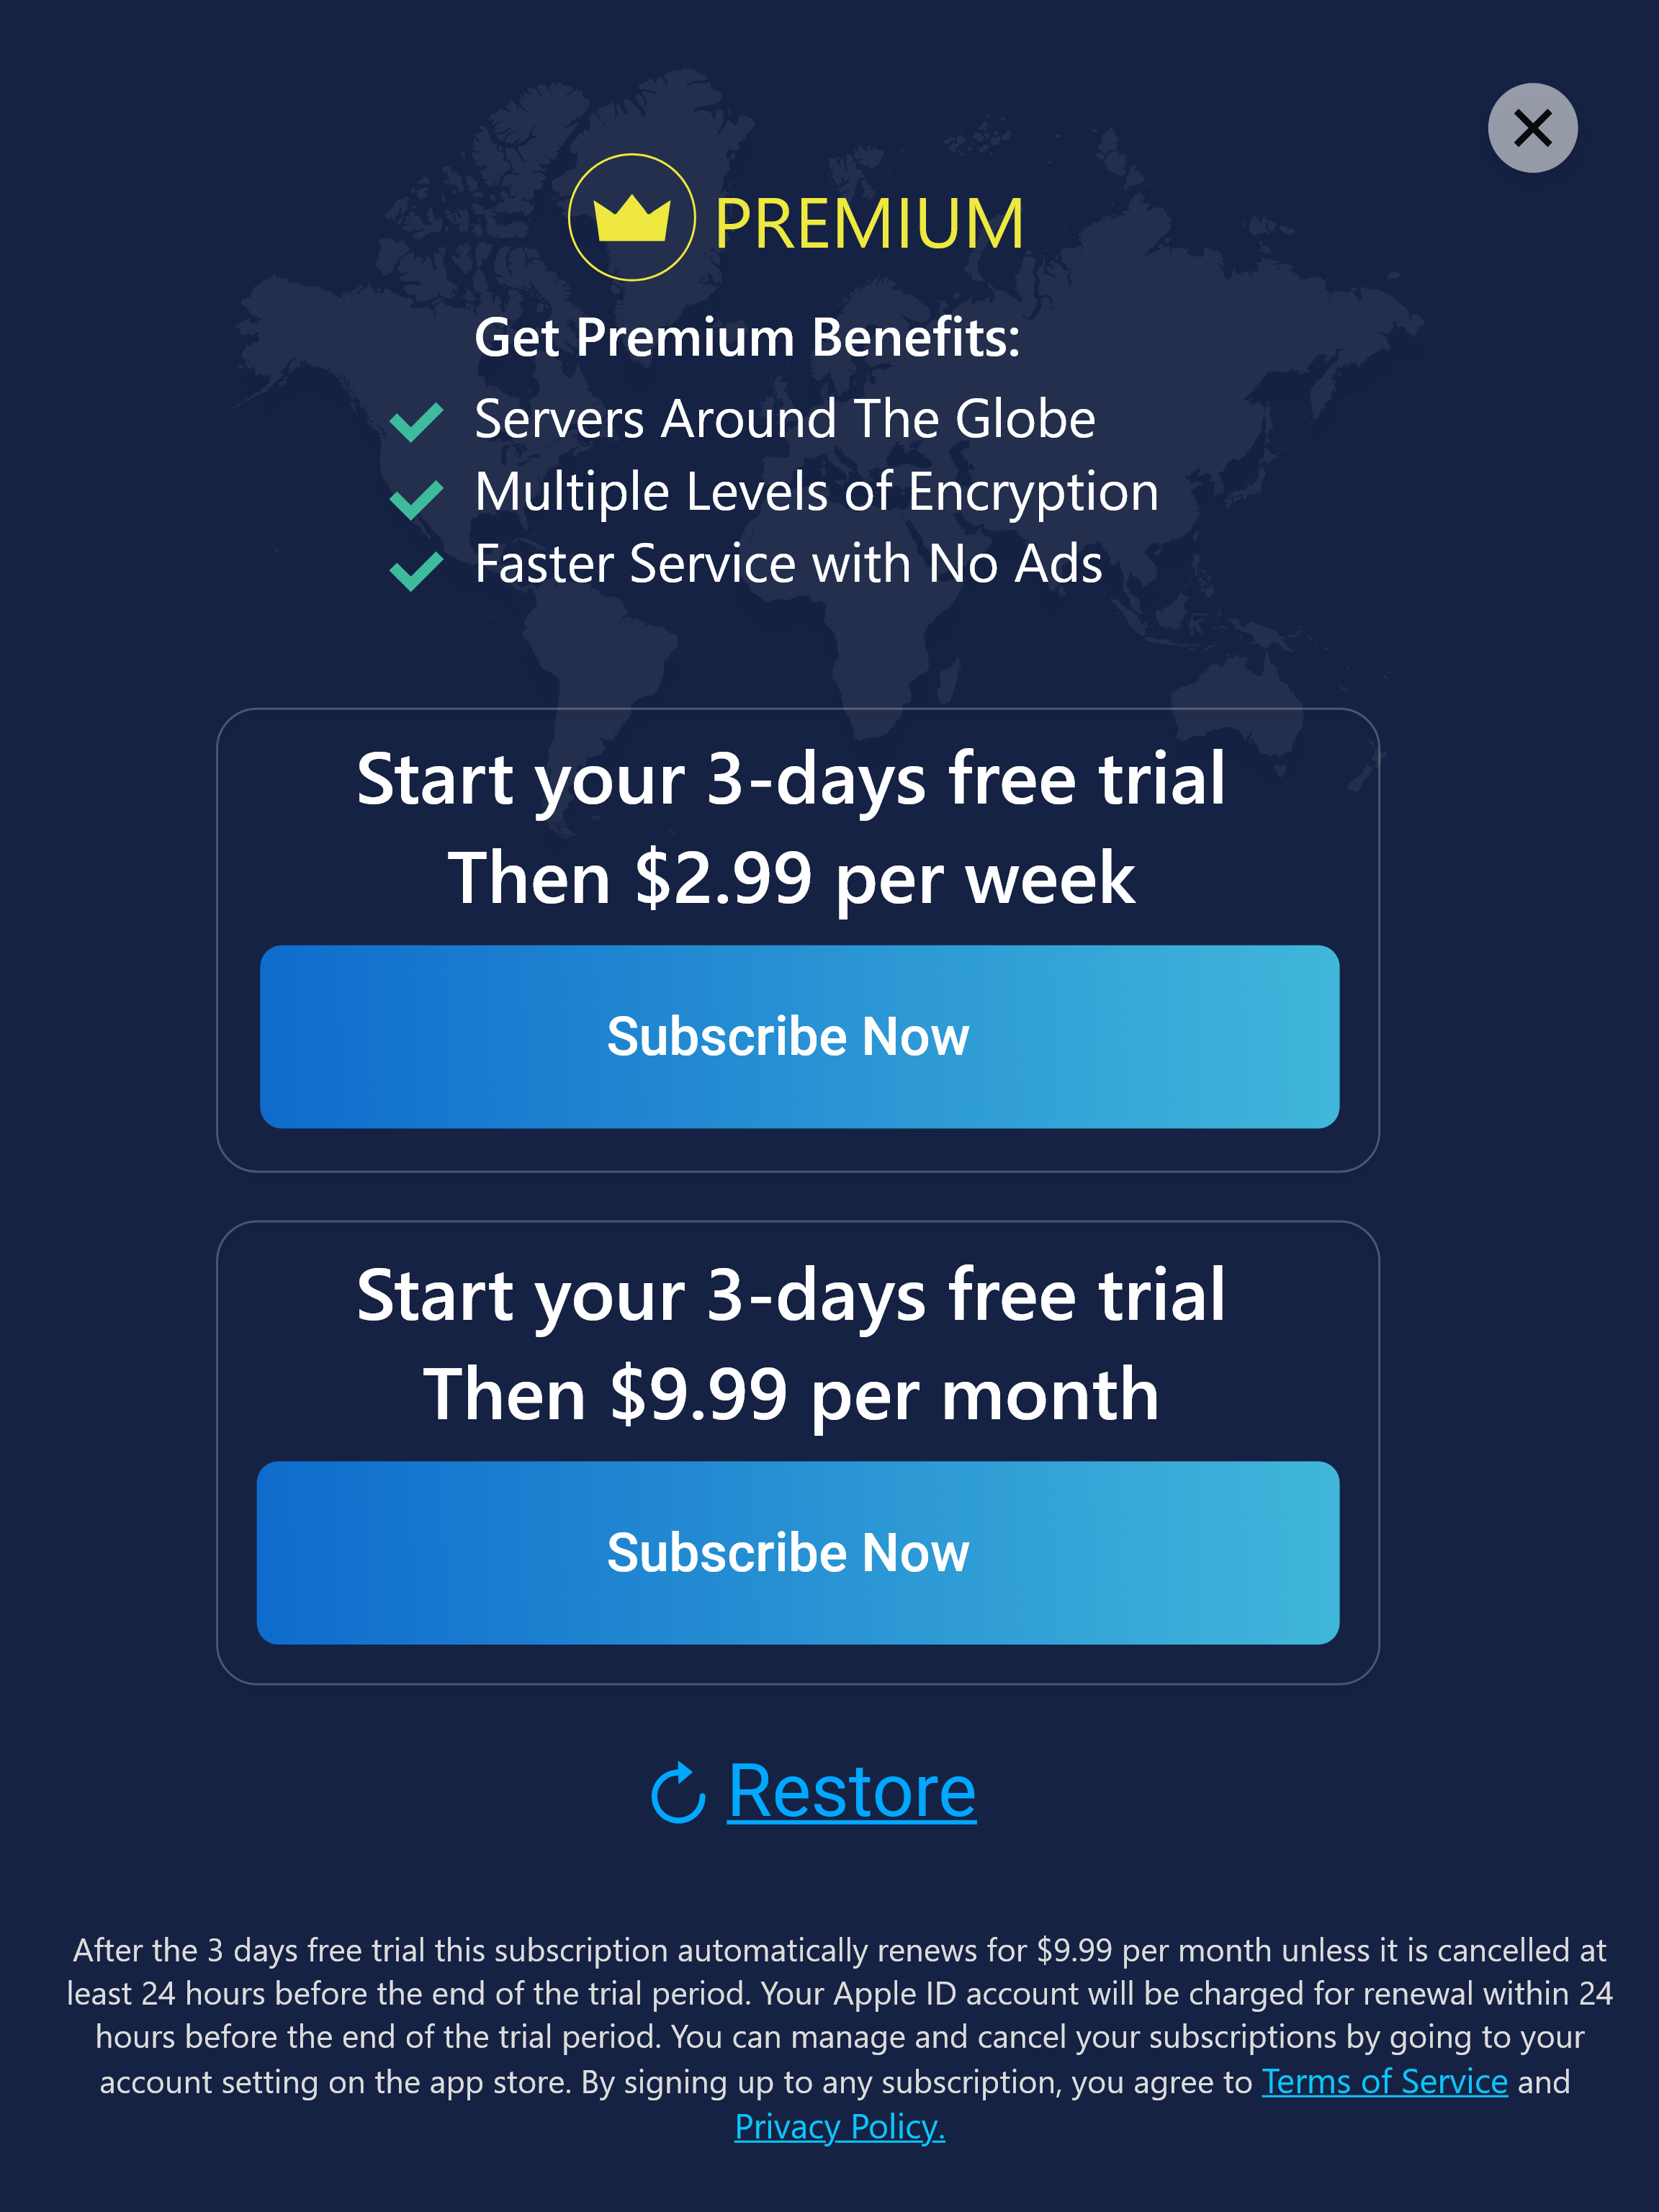 PREMIUM
Get Premium Benefits:
Servers Around The Globe
Multiple Levels of Encryption
Faster Service with No Ads
Start your 3-days free trial
Then $2.99 per week
Subscribe Now
Start your 3-days free trial
Then $9.99 per month
Subscribe Now
Restore
After the 3 days free trial this subscription automatically renews for $9.99 per month unless it is cancelled at
least 24 hours before the end of the trial period. Your Apple ID account will be charged for renewal within 24
hours before the end of the trial period. You can manage and cancel your subscriptions by going to your
account setting on the app store. By signing up to any subscription, you agree to Terms of Service and
Privacy Policy.